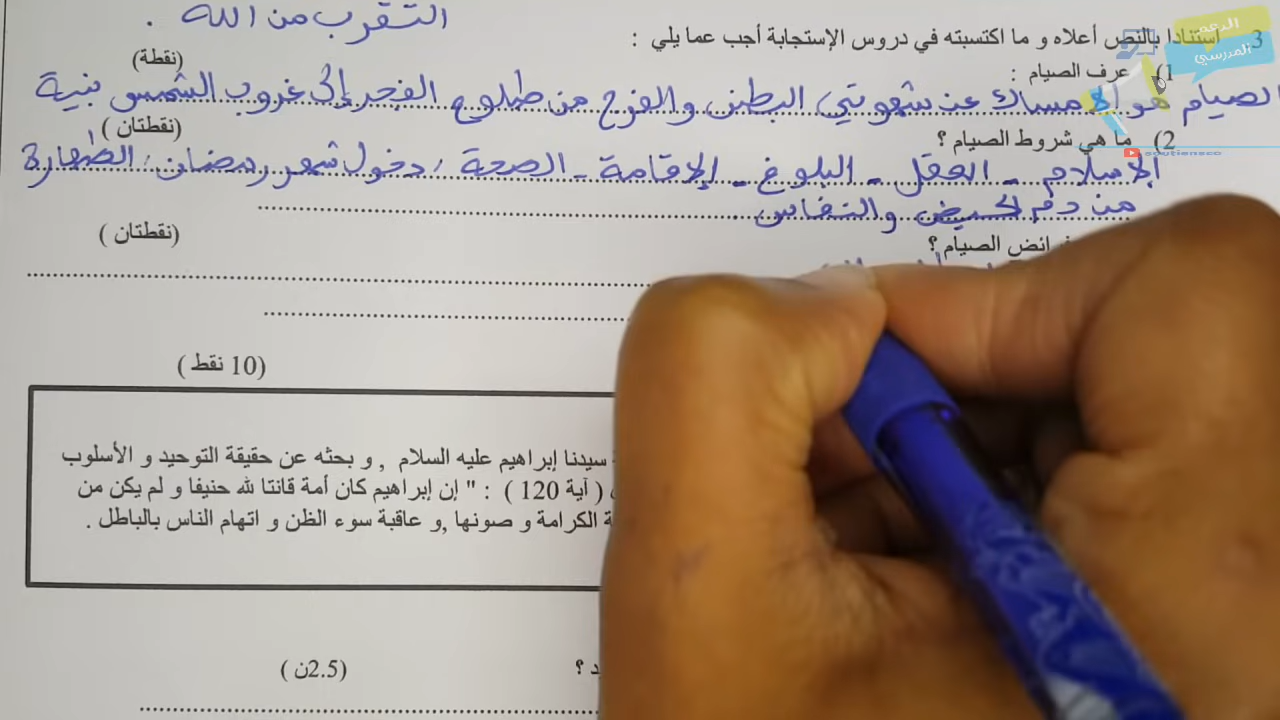 التقرب من الله .
3 استنادا بالنص أعلاه و ما اكتسبته في دروس الإستجابة أجب عما يلي :
1) عرف الصيام : (نقطة)
الصيام هو الإمساك عن شهوتي البطن والفرج من طلوع الفجر إلى غروب الشمس بنية
2) ما هي شروط الصيام ؟ (نقطتان )
الإسلام - العقل - البلوغ - الإقامة - الصحة , دخول شهر رمضان , الطهارة
من دم الحيض والنفاس
ئض الصيام ؟ (نقطتان )
(10 نقط )
سيدنا إبراهيم عليه السلام , و بحثه عن حقيقة التوحيد و الأسلوب
( آية 120 ) : " إن إبراهيم كان أمة قانتا لله حنيفا و لم يكن من
الكرامة و صونها ,و عاقبة سوء الظن و اتهام الناس بالباطل .
د ؟ (2.5ن )
الدعم
المدرسي
soutiensco